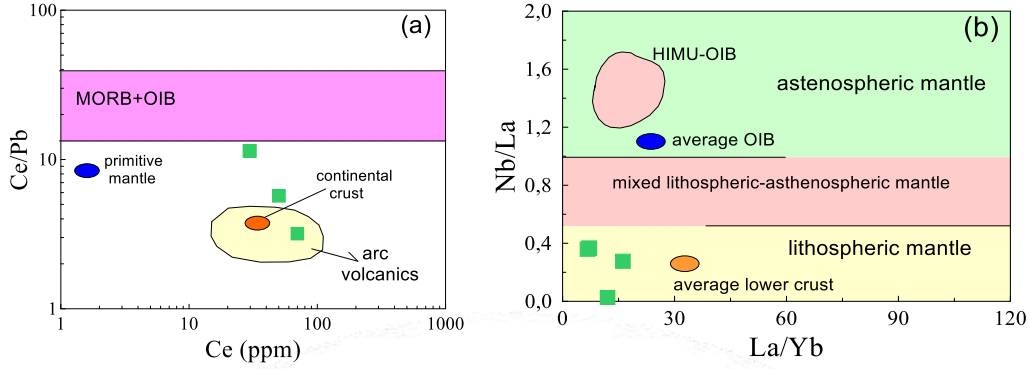 (a)
100
10
1
Ce/Pb
MORB+OIB
primitive
mantle
continental
crust
arc
volcanics
1
10
100
1000
Ce (ppm)
(b)
2,0
1,6
1,2
0,8
0,4
0,0
Nb/La
HIMU-OIB
astenospheric mantle
average OIB
mixed lithospheric-asthenospheric mantle
lithospheric mantle
average lower crust
0
30
60
90
120
La/Yb